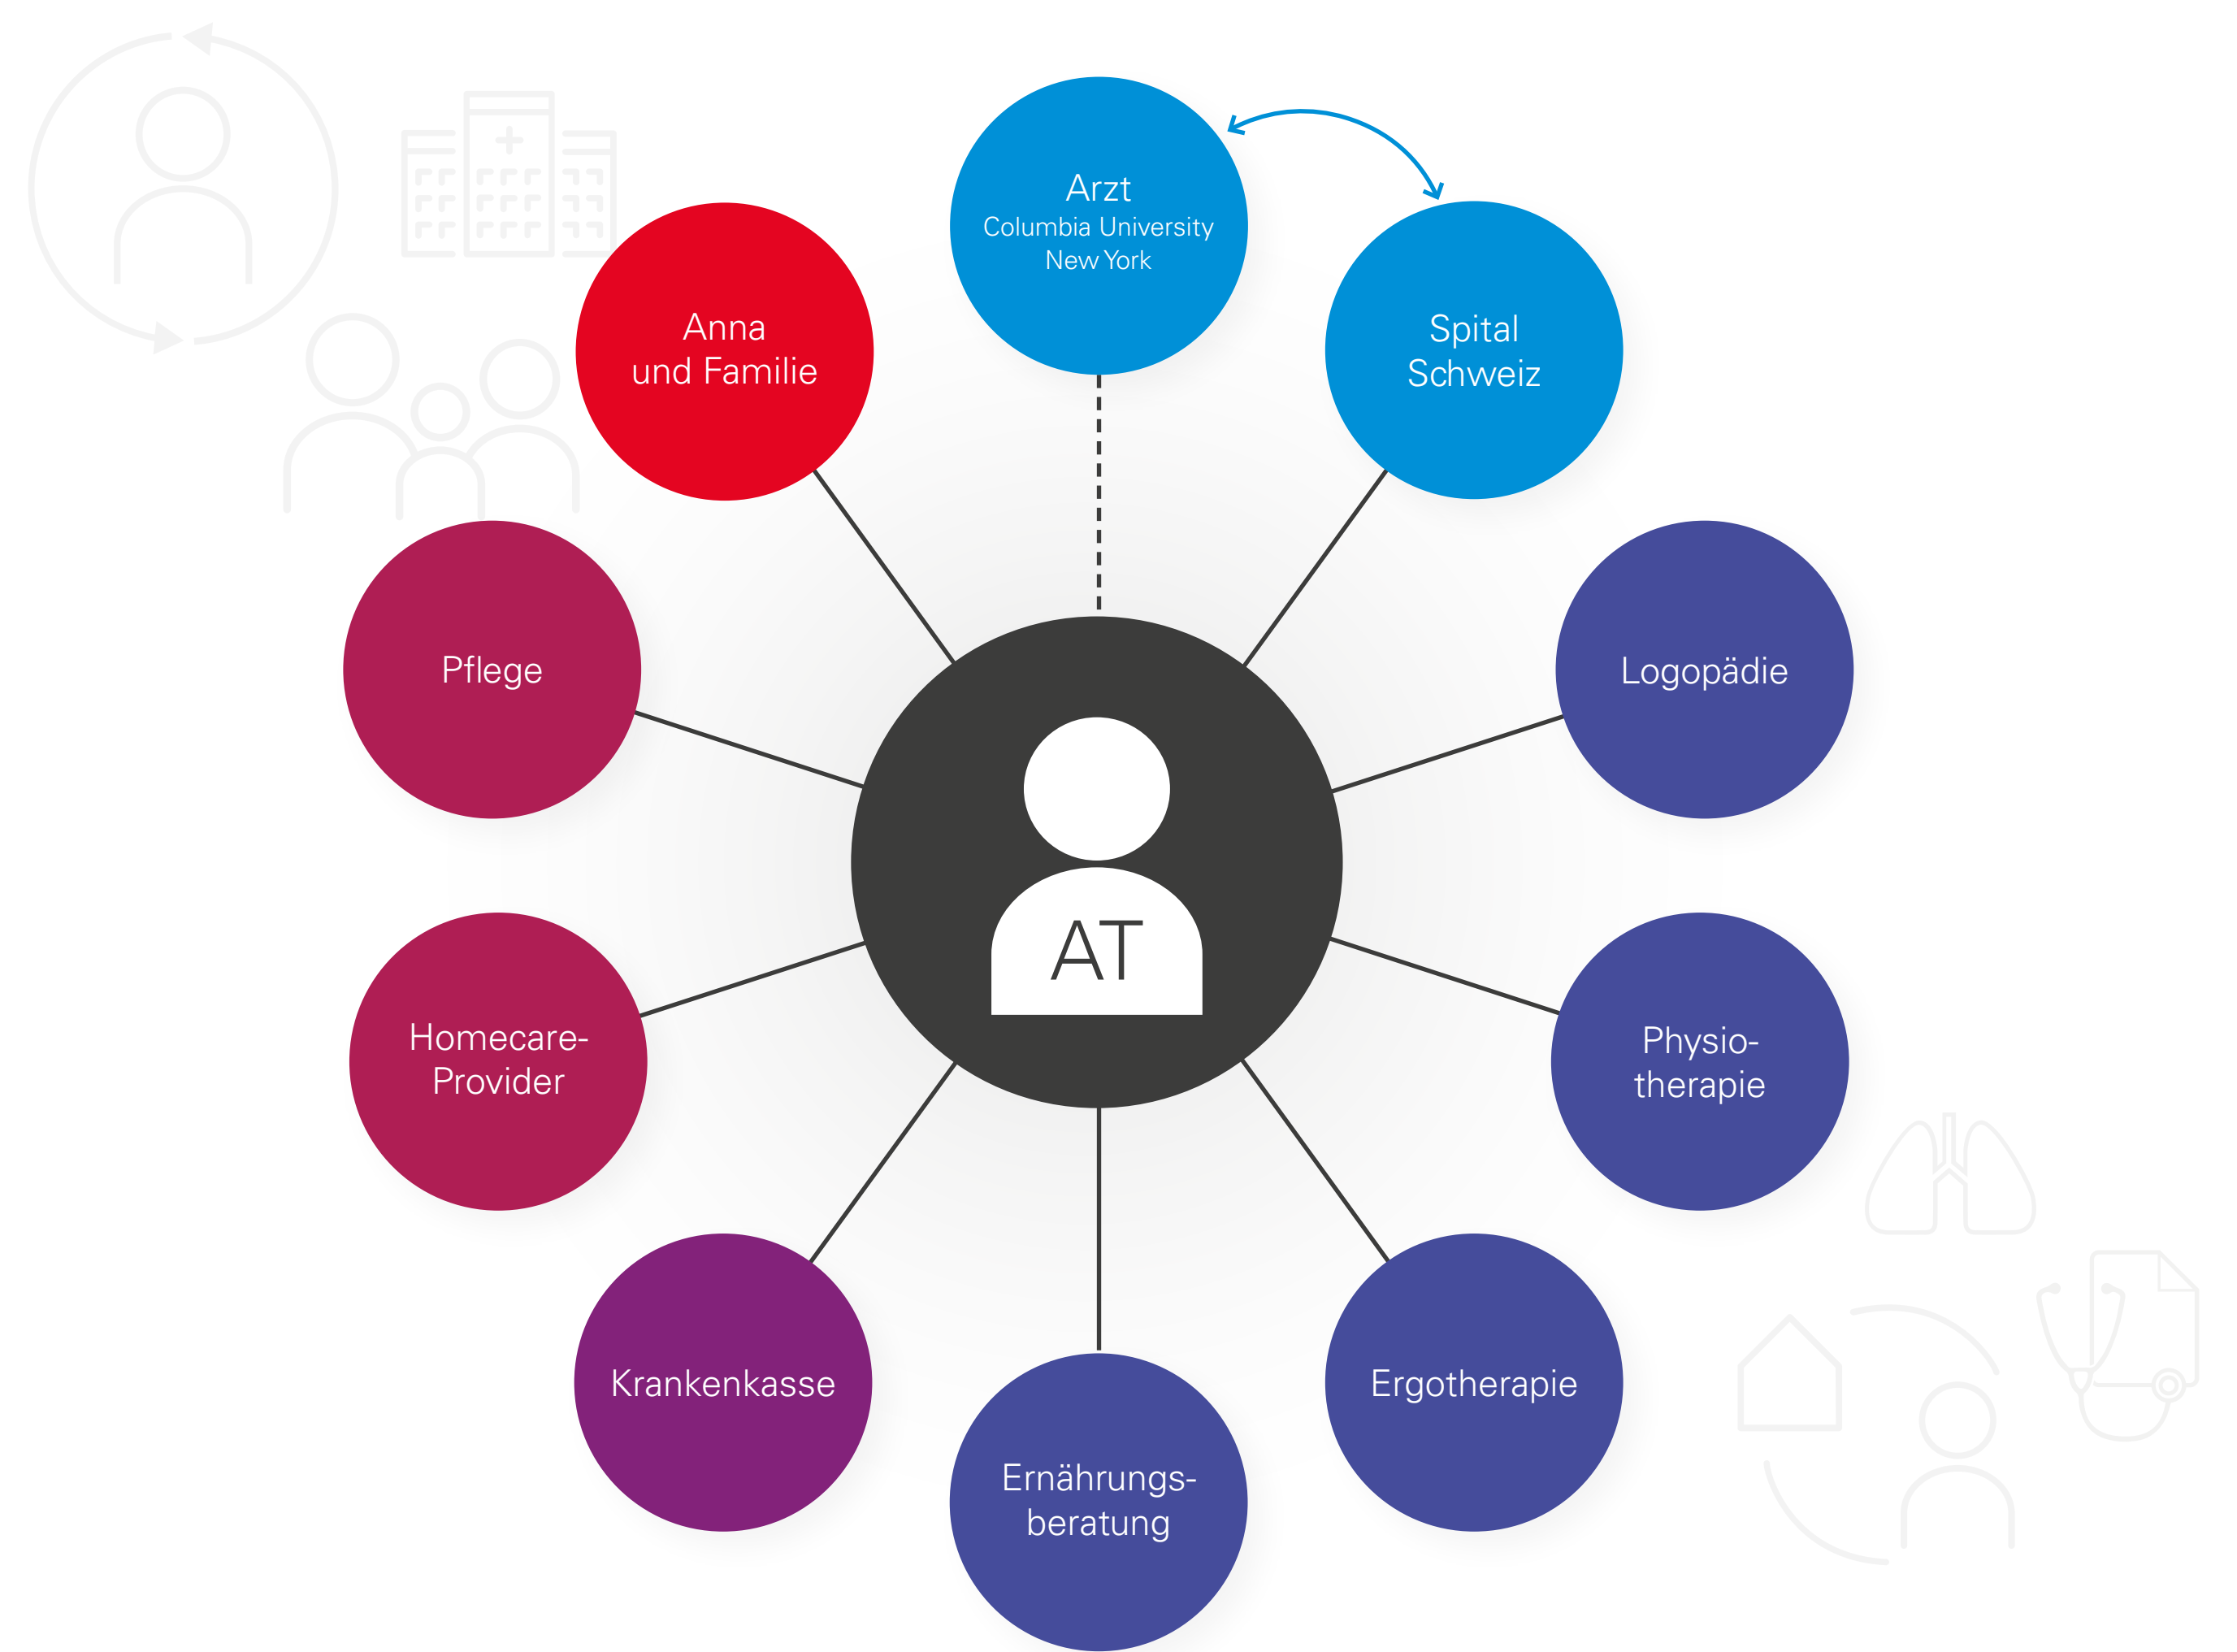 Arzt
Columbia University
New York
Anna
und Familie
Spital
Schweiz
Pflege
Logopädie
AT
Homecare-
Provider
Physio-
therapie
Krankenkasse
Ergotherapie
Ernährungs-
beratung